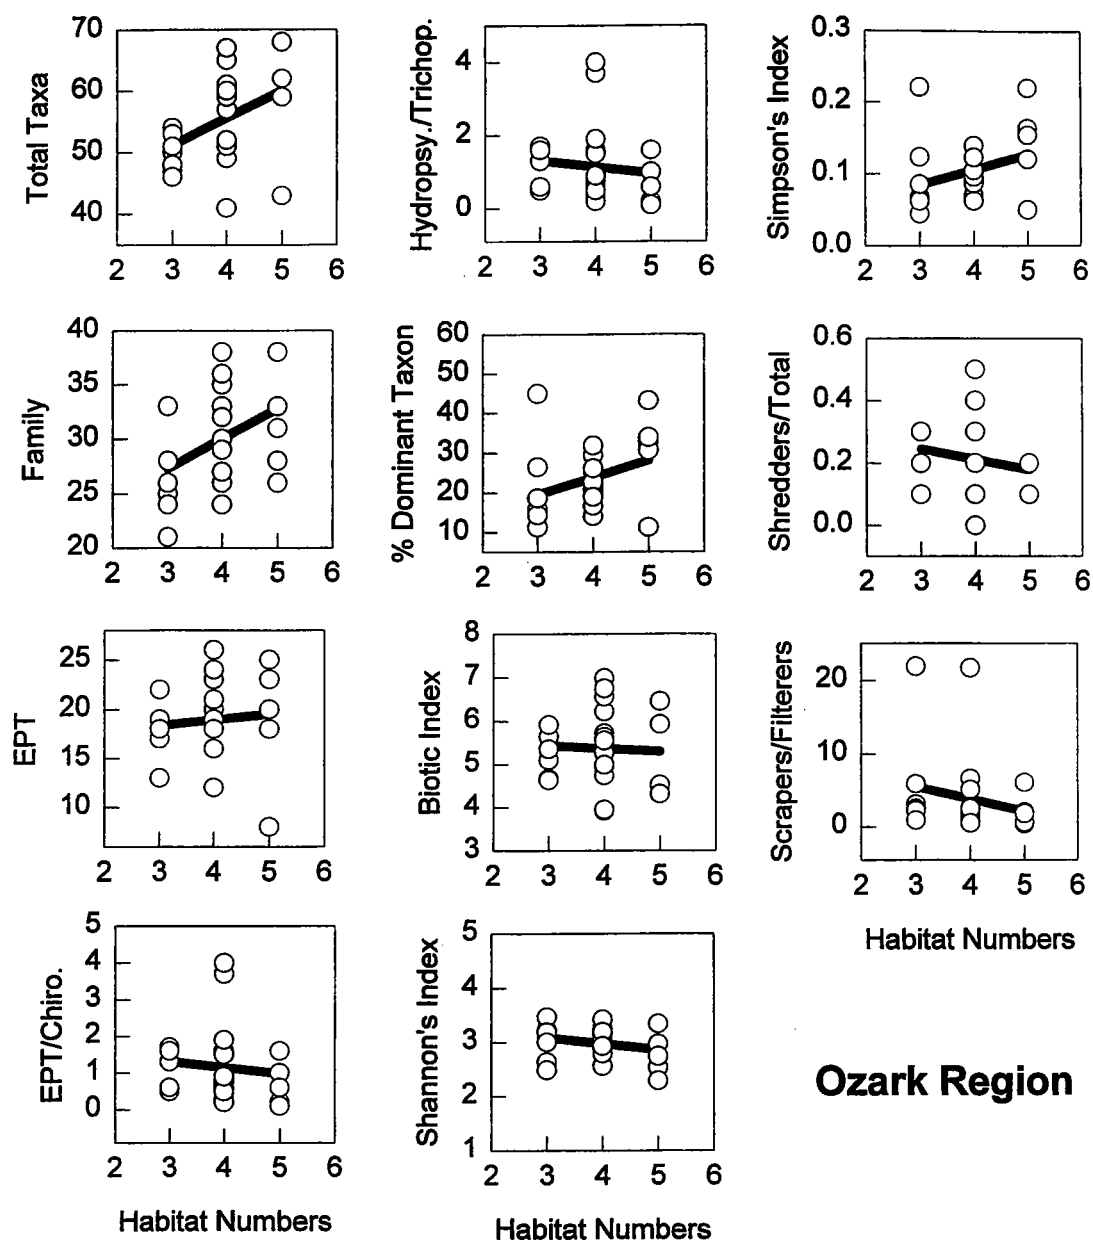 Total Taxa
70
60
50
40
2 3 4 5 6
Hydropsy./Trichop.
4
2
0
2 3 4 5 6
Simpson's Index
0.3
0.2
0.1
0.0
2 3 4 5 6
Family
40
35
30
25
20
2 3 4 5 6
% Dominant Taxon
60
50
40
30
20
10
2 3 4 5 6
Shredders/Total
0.6
0.4
0.2
0.0
2 3 4 5 6
EPT
25
20
15
10
2 3 4 5 6
Biotic Index
8
7
6
5
4
3
2 3 4 5 6
Scrapers/Filterers
20
10
0
2 3 4 5 6
Habitat Numbers
EPT/Chiro.
5
4
3
2
1
0
2 3 4 5 6
Habitat Numbers
Shannon's Index
5
4
3
2
1
2 3 4 5 6
Habitat Numbers
Ozark Region